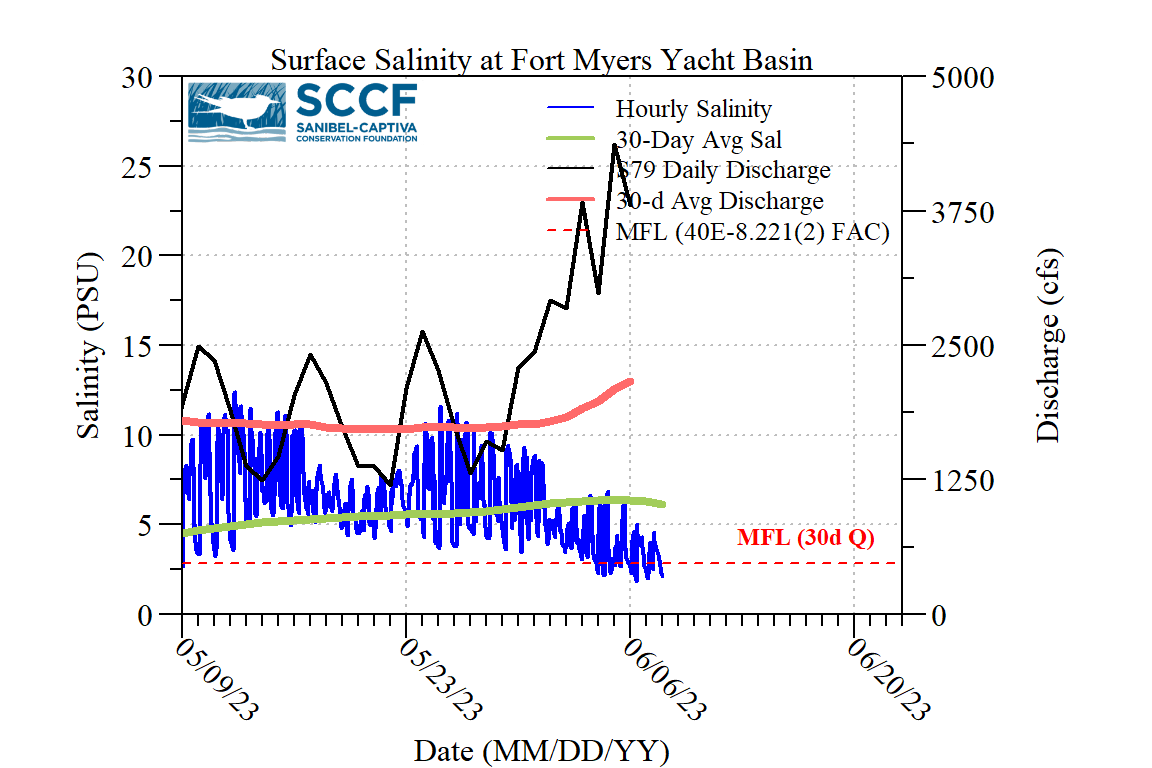 Surface Salinity at Fort Myers Yacht Basin
SCCF
SANIBEL-CAPTIVA
CONSERVATION FOUNDATION
Hourly Salinity
30-Day Avg Sal
S79 Daily Discharge
30-d Avg Discharge
MFL (40E-8.221(2) FAC)
30
25
20
15
10
5
0
Salinity (PSU)
5000
3750
2500
1250
0
Discharge (cfs)
MFL (30d Q)
05/09/23
05/23/23
06/06/23
06/20/23
Date (MM/DD/YY)